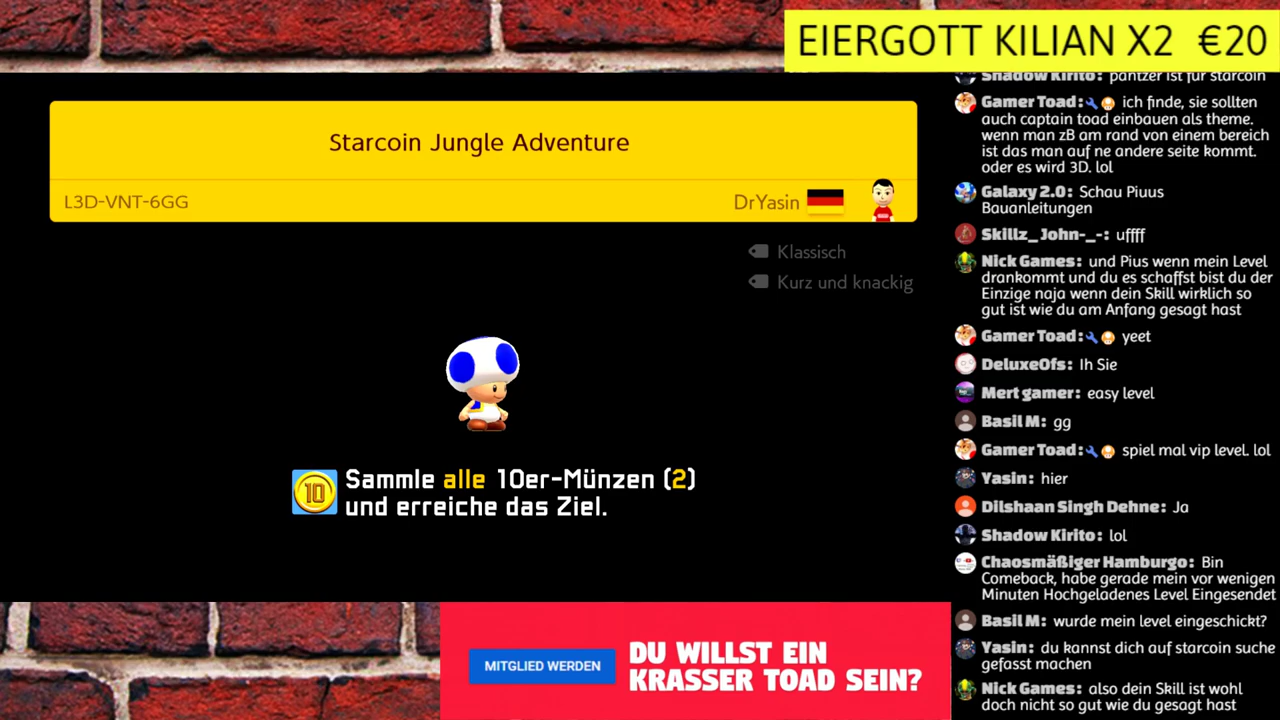 EIERGOTT KILIAN X2 €20
Starcoin Jungle Adventure
L3D-VNT-6GG
DrYasin
Klassisch
Kurz und knackig
10
Sammle alle 10er-Münzen (2)
und erreiche das Ziel.
MITGLIED WERDEN
DU WILLST EIN
KRASSER TOAD SEIN?
Shadow Kirito: pantzer ist für starcoin
Gamer Toad: ich finde, sie sollten
auch captain toad einbauen als theme.
wenn man zB am rand von einem bereich
ist das man auf ne andere seite kommt.
oder es wird 3D. lol
Galaxy 2.0: Schau Piuus
Bauanleitungen
Skillz_John-_-: uffff
Nick Games: und Pius wenn mein Level
drankommt und du es schaffst bist du der
Einzige naja wenn dein Skill wirklich so
gut ist wie du am Anfang gesagt hast
Gamer Toad: yeet
DeluxeOfs: Ih Sie
Mert gamer: easy level
Basil M: gg
Gamer Toad: spiel mal vip level. lol
Yasin: hier
Dilshaan Singh Dehne: Ja
Shadow Kirito: lol
Chaosmäßiger Hamburgo: Bin
Comeback, habe gerade mein vor wenigen
Minuten Hochgeladenes Level Eingesendet
Basil M: wurde mein level eingeschickt?
Yasin: du kannst dich auf starcoin suche
gefasst machen
Nick Games: also dein Skill ist wohl
doch nicht so gut wie du gesagt hast